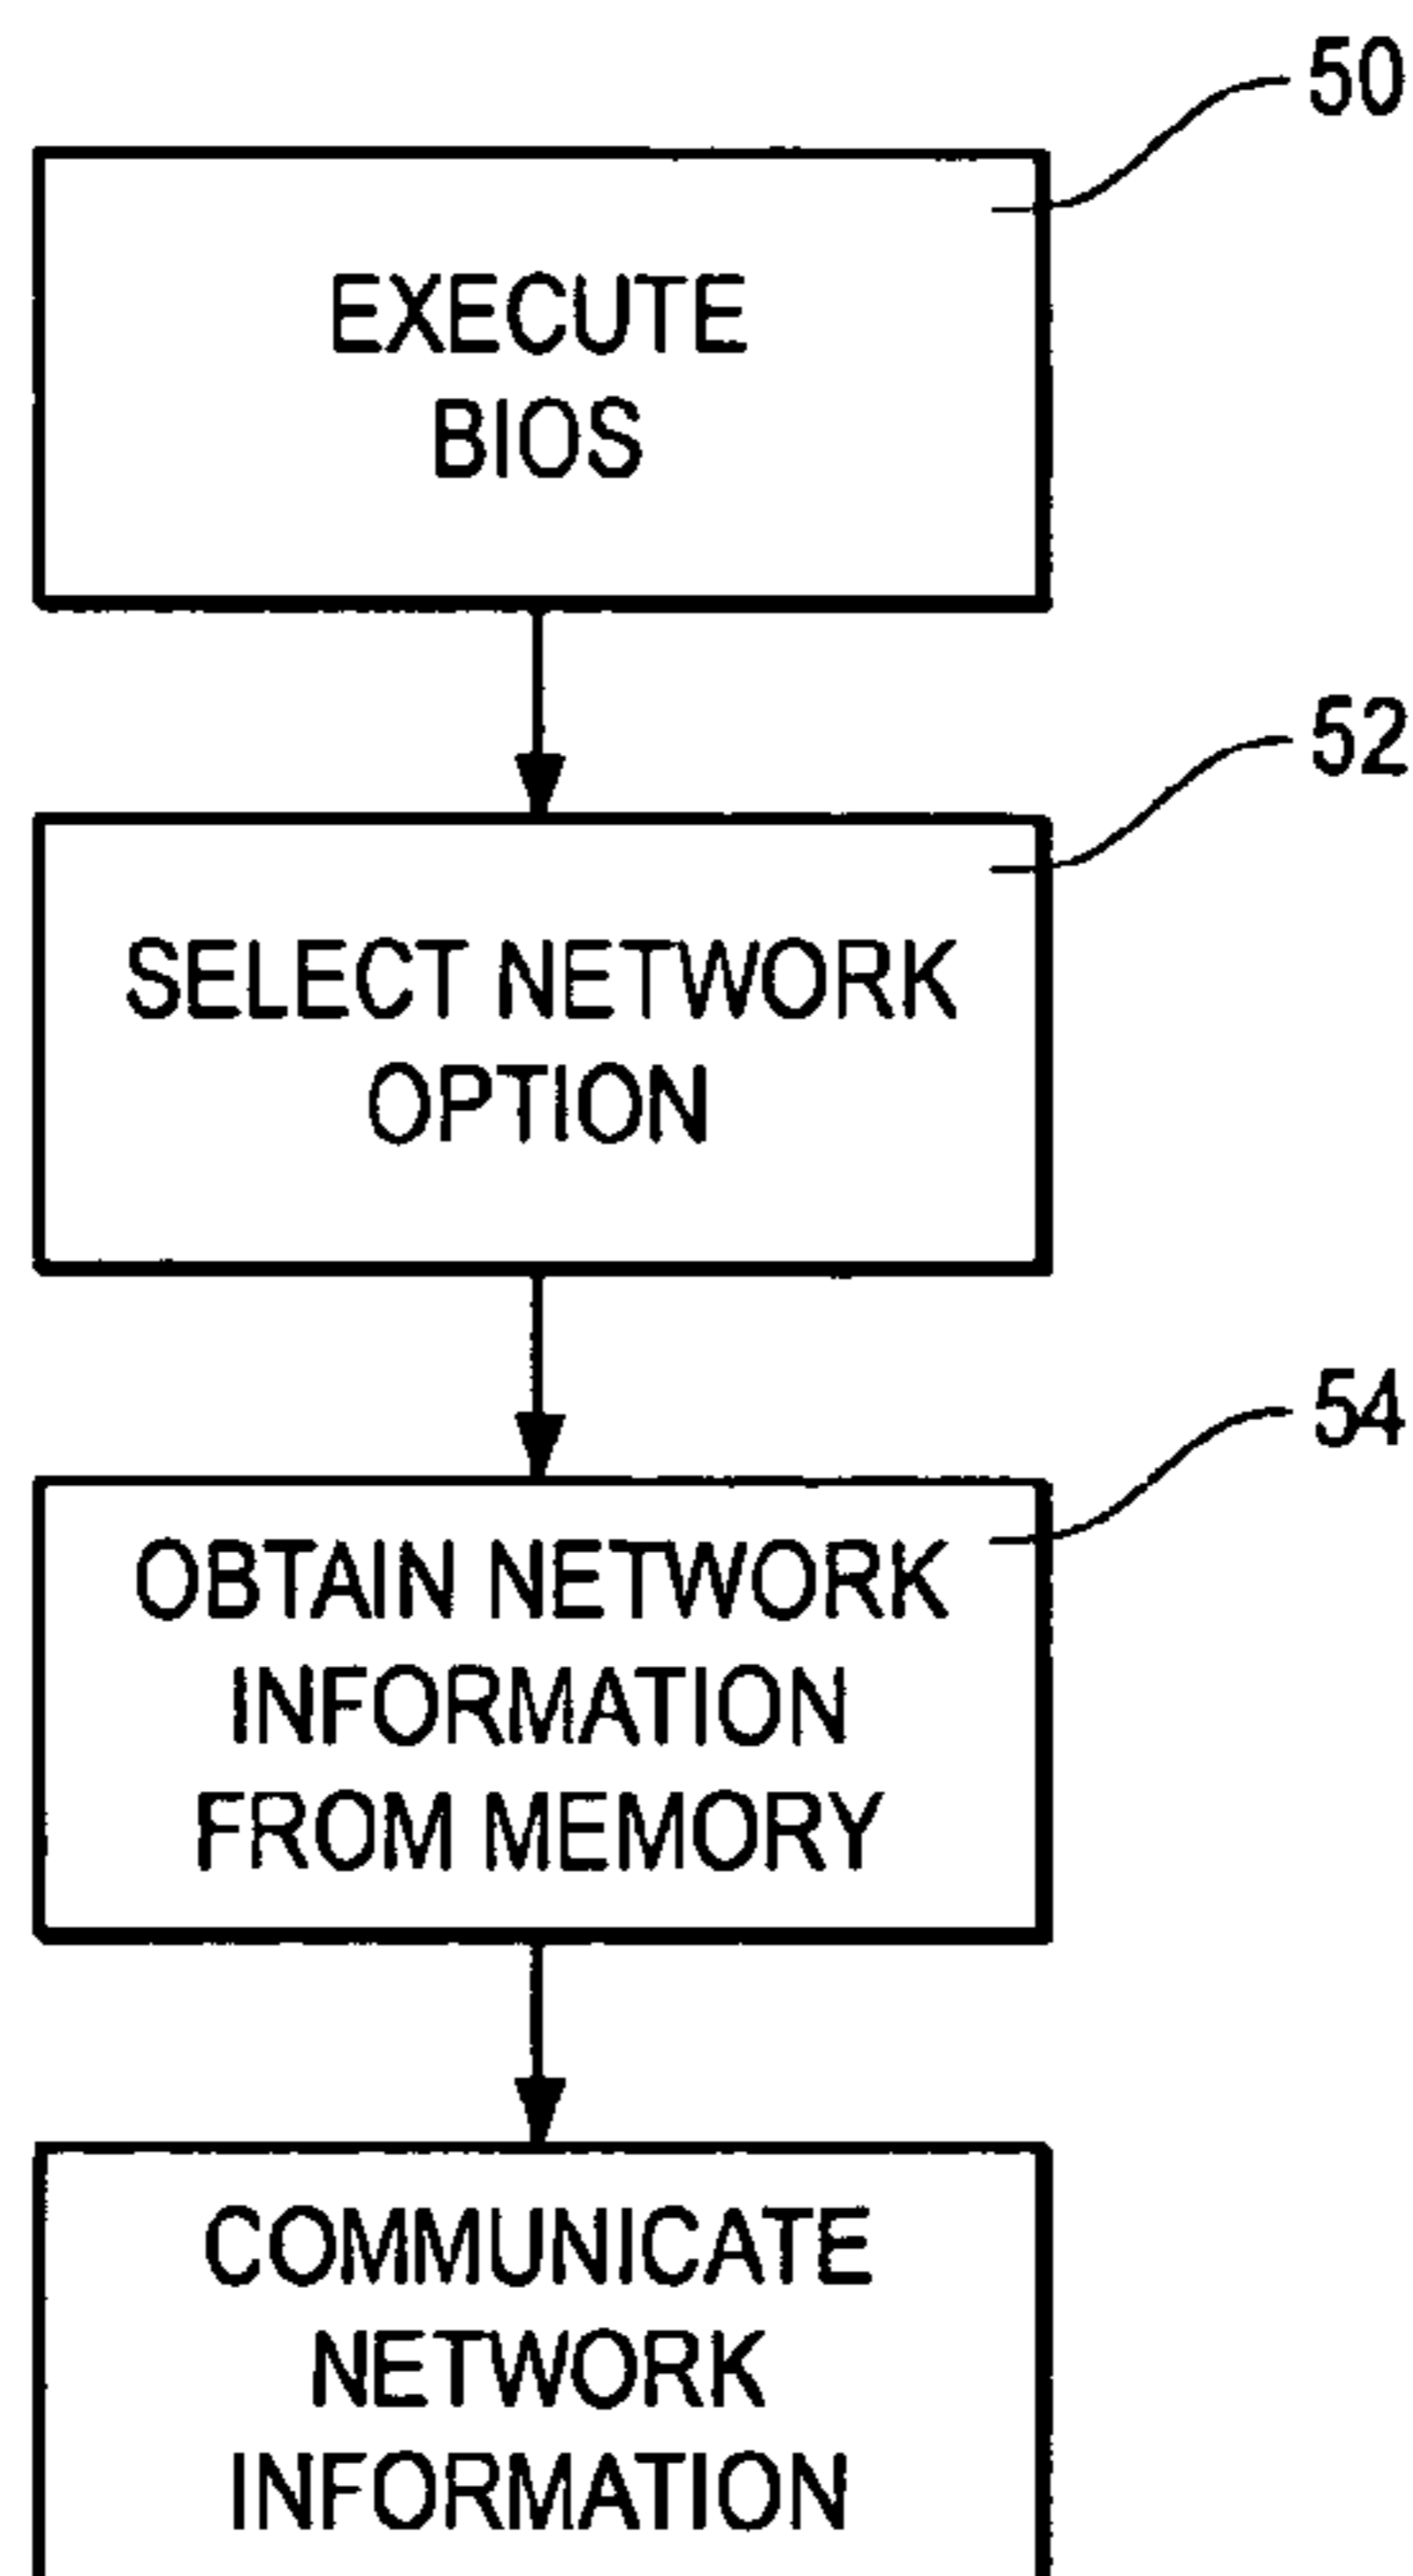 50
EXECUTE
BIOS
52
SELECT NETWORK
OPTION
54
OBTAIN NETWORK
INFORMATION
FROM MEMORY
COMMUNICATE
NETWORK
INFORMATION